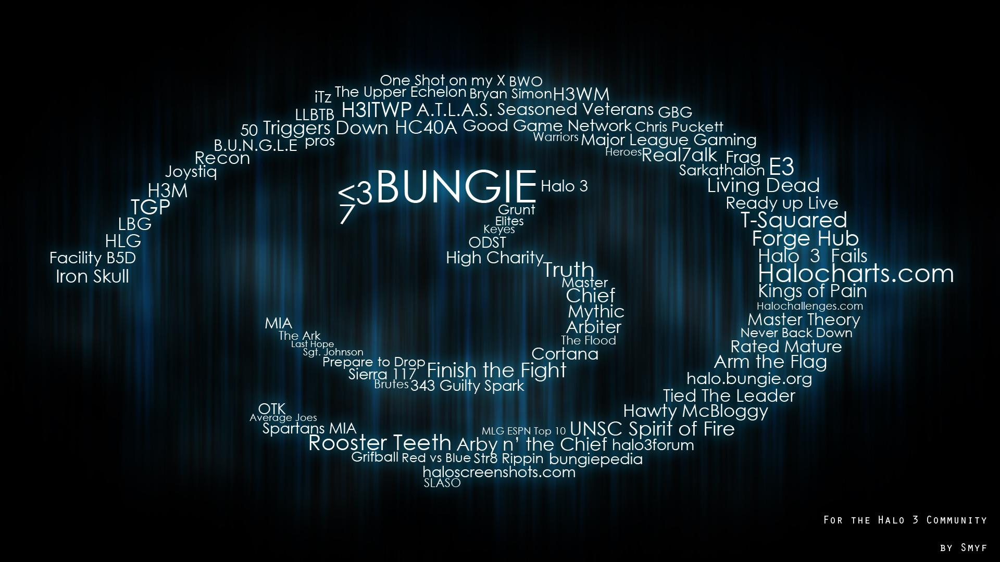 One Shot on my X BWO
iTz The Upper Echelon Bryan Simon H3WM
LLBTB H3ITWP A.T.L.A.S. Seasoned Veterans GBG
50 Triggers Down HC40A Good Game Network Chris Puckett
B.U.N.G.L.E pros Warriors Major League Gaming
Recon Heroes Real7alk Frag
Joystiq Sarkathalon E3
H3M <3 BUNGIE Halo 3 Living Dead
TGP 7 Grunt Ready up Live
LBG Elites T-Squared
Keyes
HLG ODST Forge Hub
Facility B5D High Charity Halo 3 Fails
Iron Skull Truth Halocharts.com
Master Kings of Pain
Chief Halochallenges.com
Mythic Master Theory
MIA Arbiter Never Back Down
The Ark The Flood Rated Mature
Last Hope
Sgt. Johnson Cortana
Prepare to Drop Arm the Flag
Sierra 117 Finish the Fight halo.bungie.org
Brutes 343 Guilty Spark Tied The Leader
OTK Hawty McBloggy
Average Joes
Spartans MIA MLG ESPN Top 10 UNSC Spirit of Fire
Rooster Teeth Arby n' the Chief halo3forum
Grifball Red vs Blue Str8 Rippin bungiepedia
haloscreenshots.com
SLASO
For the Halo 3 Community
by Smyf